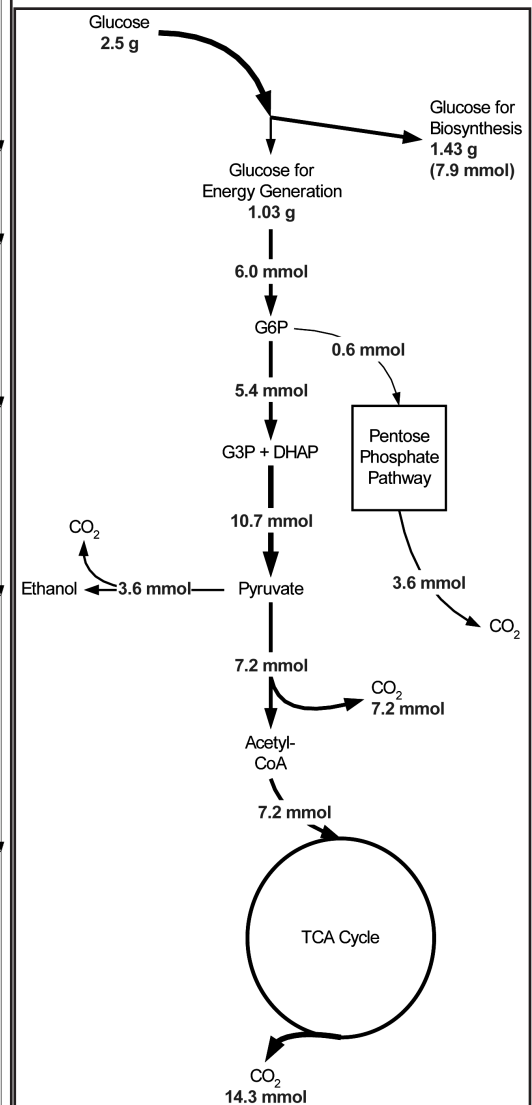 Glucose
2.5 g
Glucose for
Biosynthesis
1.43 g
(7.9 mmol)
Glucose for
Energy Generation
1.03 g
6.0 mmol
G6P
0.6 mmol
5.4 mmol
Pentose
Phosphate
Pathway
G3P + DHAP
10.7 mmol
CO2
Ethanol
3.6 mmol
Pyruvate
3.6 mmol
CO2
7.2 mmol
CO2
7.2 mmol
Acetyl-
CoA
7.2 mmol
TCA Cycle
CO2
14.3 mmol